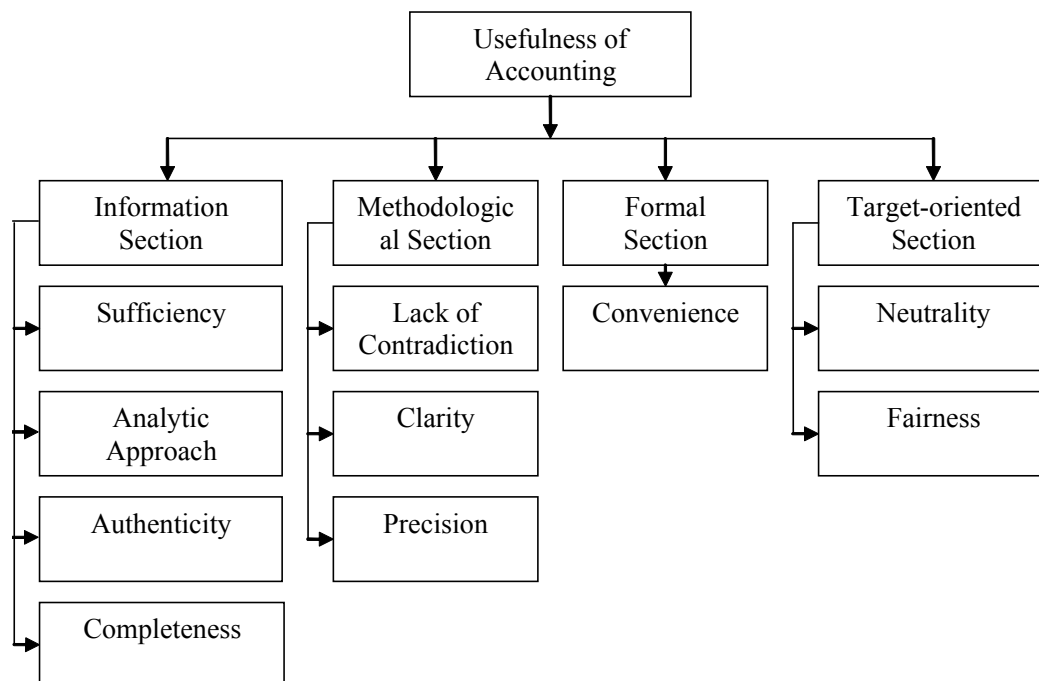 Usefulness of
Accounting
Information
Section
Methodologic
al Section
Formal
Section
Target-oriented
Section
Sufficiency
Lack of
Contradiction
Convenience
Neutrality
Analytic
Approach
Clarity
Fairness
Authenticity
Precision
Completeness